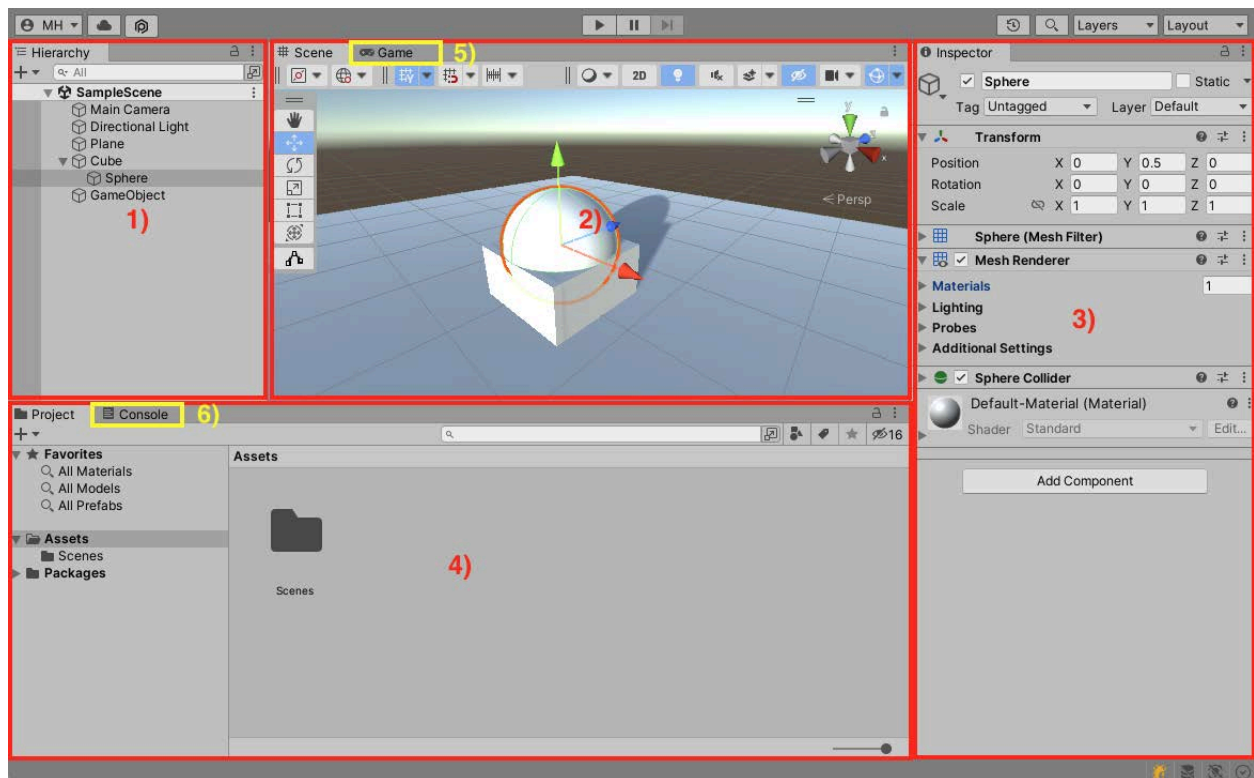 MH Layers Layout
Hierarchy
All
SampleScene
Main Camera
Directional Light
Plane
Cube
Sphere
GameObject
1)
Scene Game 5)
2D
y
x
Persp
2)
Inspector
Sphere Static
Tag Untagged Layer Default
Transform
Position X 0 Y 0.5 Z 0
Rotation X 0 Y 0 Z 0
Scale X 1 Y 1 Z 1
Sphere (Mesh Filter)
Mesh Renderer
Materials 1
Lighting
Probes
Additional Settings
3)
Sphere Collider
Default-Material (Material)
Shader Standard Edit...
Add Component
Project Console 6)
16
Favorites
All Materials
All Models
All Prefabs
Assets
Scenes
Packages
Assets
Scenes
4)